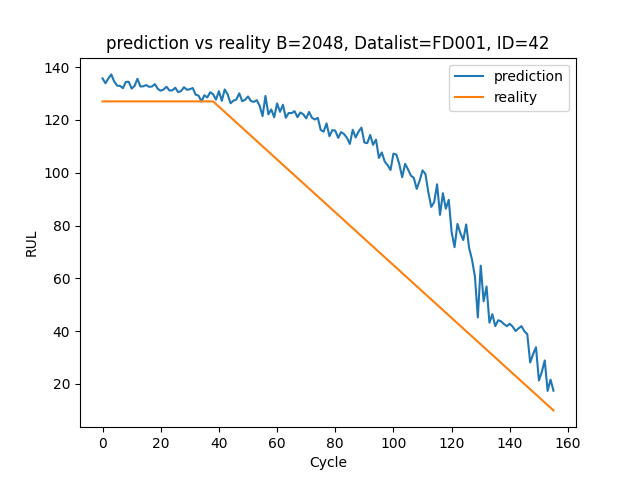 prediction vs reality B=2048, Datalist=FD001, ID=42
prediction
reality
RUL
140
120
100
80
60
40
20
0 20 40 60 80 100 120 140 160
Cycle